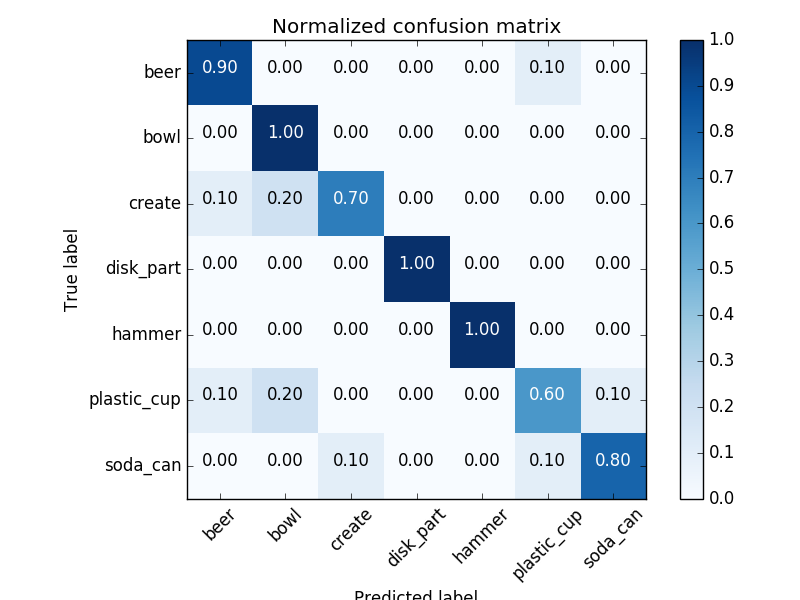 Normalized confusion matrix
beer 0.90 0.00 0.00 0.00 0.00 0.10 0.00
bowl 0.00 1.00 0.00 0.00 0.00 0.00 0.00
create 0.10 0.20 0.70 0.00 0.00 0.00 0.00
disk_part 0.00 0.00 0.00 1.00 0.00 0.00 0.00
hammer 0.00 0.00 0.00 0.00 1.00 0.00 0.00
plastic_cup 0.10 0.20 0.00 0.00 0.00 0.60 0.10
soda_can 0.00 0.00 0.10 0.00 0.00 0.10 0.80
True label
beer bowl create disk_part hammer plastic_cup soda_can
Predicted label
1.0
0.9
0.8
0.7
0.6
0.5
0.4
0.3
0.2
0.1
0.0